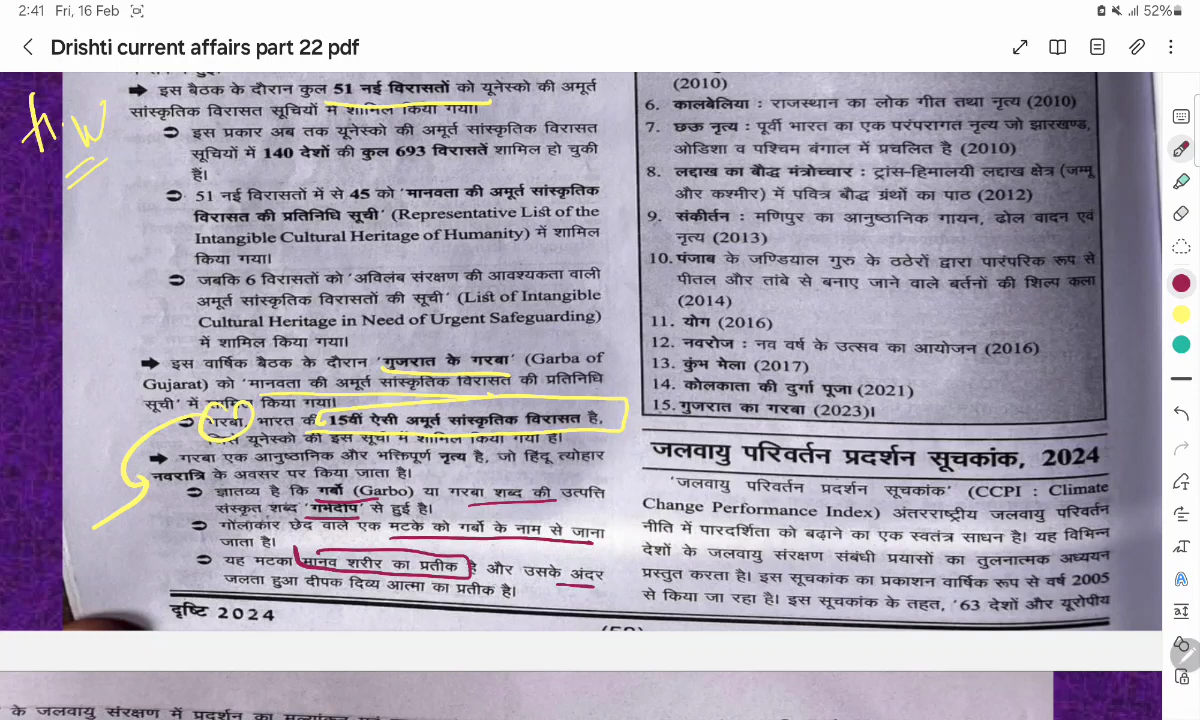 2:41 Fri, 16 Feb
52%
Drishti current affairs part 22 pdf
h.w
इस बैठक के दौरान कुल 51 नई विरासतों को यूनेस्को की अमूर्त
सांस्कृतिक विरासत सूचियों में शामिल किया गया।
इस प्रकार अब तक यूनेस्को की अमूर्त सांस्कृतिक विरासत
सूचियों में 140 देशों की कुल 693 विरासतें शामिल हो चुकी
हैं।
51 नई विरासतों में से 45 को 'मानवता की अमूर्त सांस्कृतिक
विरासत की प्रतिनिधि सूची' (Representative List of the
Intangible Cultural Heritage of Humanity) में शामिल
किया गया।
जबकि 6 विरासतों को 'अविलंब संरक्षण की आवश्यकता वाली
अमूर्त सांस्कृतिक विरासतों की सूची' (List of Intangible
Cultural Heritage in Need of Urgent Safeguarding)
में शामिल किया गया।
इस वार्षिक बैठक के दौरान 'गुजरात के गरबा' (Garba of
Gujarat) को 'मानवता की अमूर्त सांस्कृतिक विरासत की प्रतिनिधि
सूची' में शामिल किया गया।
गरबा, भारत की 15वीं ऐसी अमूर्त सांस्कृतिक विरासत है,
जिसे यूनेस्को की इस सूची में शामिल किया गया है।
गरबा एक आनुष्ठानिक और भक्तिपूर्ण नृत्य है, जो हिंदू त्योहार
नवरात्रि के अवसर पर किया जाता है।
ज्ञातव्य है कि गर्बो (Garbo) या गरबा शब्द की उत्पत्ति
संस्कृत शब्द 'गर्भदीप' से हुई है।
गोलाकार छेद वाले एक मटके को गर्बो के नाम से जाना
जाता है।
यह मटका मानव शरीर का प्रतीक है और उसके अंदर
जलता हुआ दीपक दिव्य आत्मा का प्रतीक है।
दृष्टि 2024
(2010)
6. कालबेलिया : राजस्थान का लोक गीत तथा नृत्य (2010)
7. छऊ नृत्य : पूर्वी भारत का एक परंपरागत नृत्य जो झारखण्ड,
ओडिशा व पश्चिम बंगाल में प्रचलित है (2010)
8. लद्दाख का बौद्ध मंत्रोच्चार : ट्रांस-हिमालयी लद्दाख क्षेत्र (जम्मू
और कश्मीर) में पवित्र बौद्ध ग्रंथों का पाठ (2012)
9. संकीर्तन : मणिपुर का आनुष्ठानिक गायन, ढोल वादन एवं
नृत्य (2013)
10. पंजाब के जण्डियाल गुरु के ठठेरों द्वारा पारंपरिक रूप से
पीतल और तांबे से बनाए जाने वाले बर्तनों की शिल्प कला
(2014)
11. योग (2016)
12. नवरोज : नव वर्ष के उत्सव का आयोजन (2016)
13. कुंभ मेला (2017)
14. कोलकाता की दुर्गा पूजा (2021)
15. गुजरात का गरबा (2023)।
जलवायु परिवर्तन प्रदर्शन सूचकांक, 2024
'जलवायु परिवर्तन प्रदर्शन सूचकांक' (CCPI : Climate
Change Performance Index) अंतरराष्ट्रीय जलवायु परिवर्तन
नीति में पारदर्शिता को बढ़ाने का एक स्वतंत्र साधन है। यह विभिन्न
देशों के जलवायु संरक्षण संबंधी प्रयासों का तुलनात्मक अध्ययन
प्रस्तुत करता है। इस सूचकांक का प्रकाशन वार्षिक रूप से वर्ष 2005
से किया जा रहा है। इस सूचकांक के तहत, '63 देशों और यूरोपीय
के जलवायु संरक्षण में प्रदर्शन का